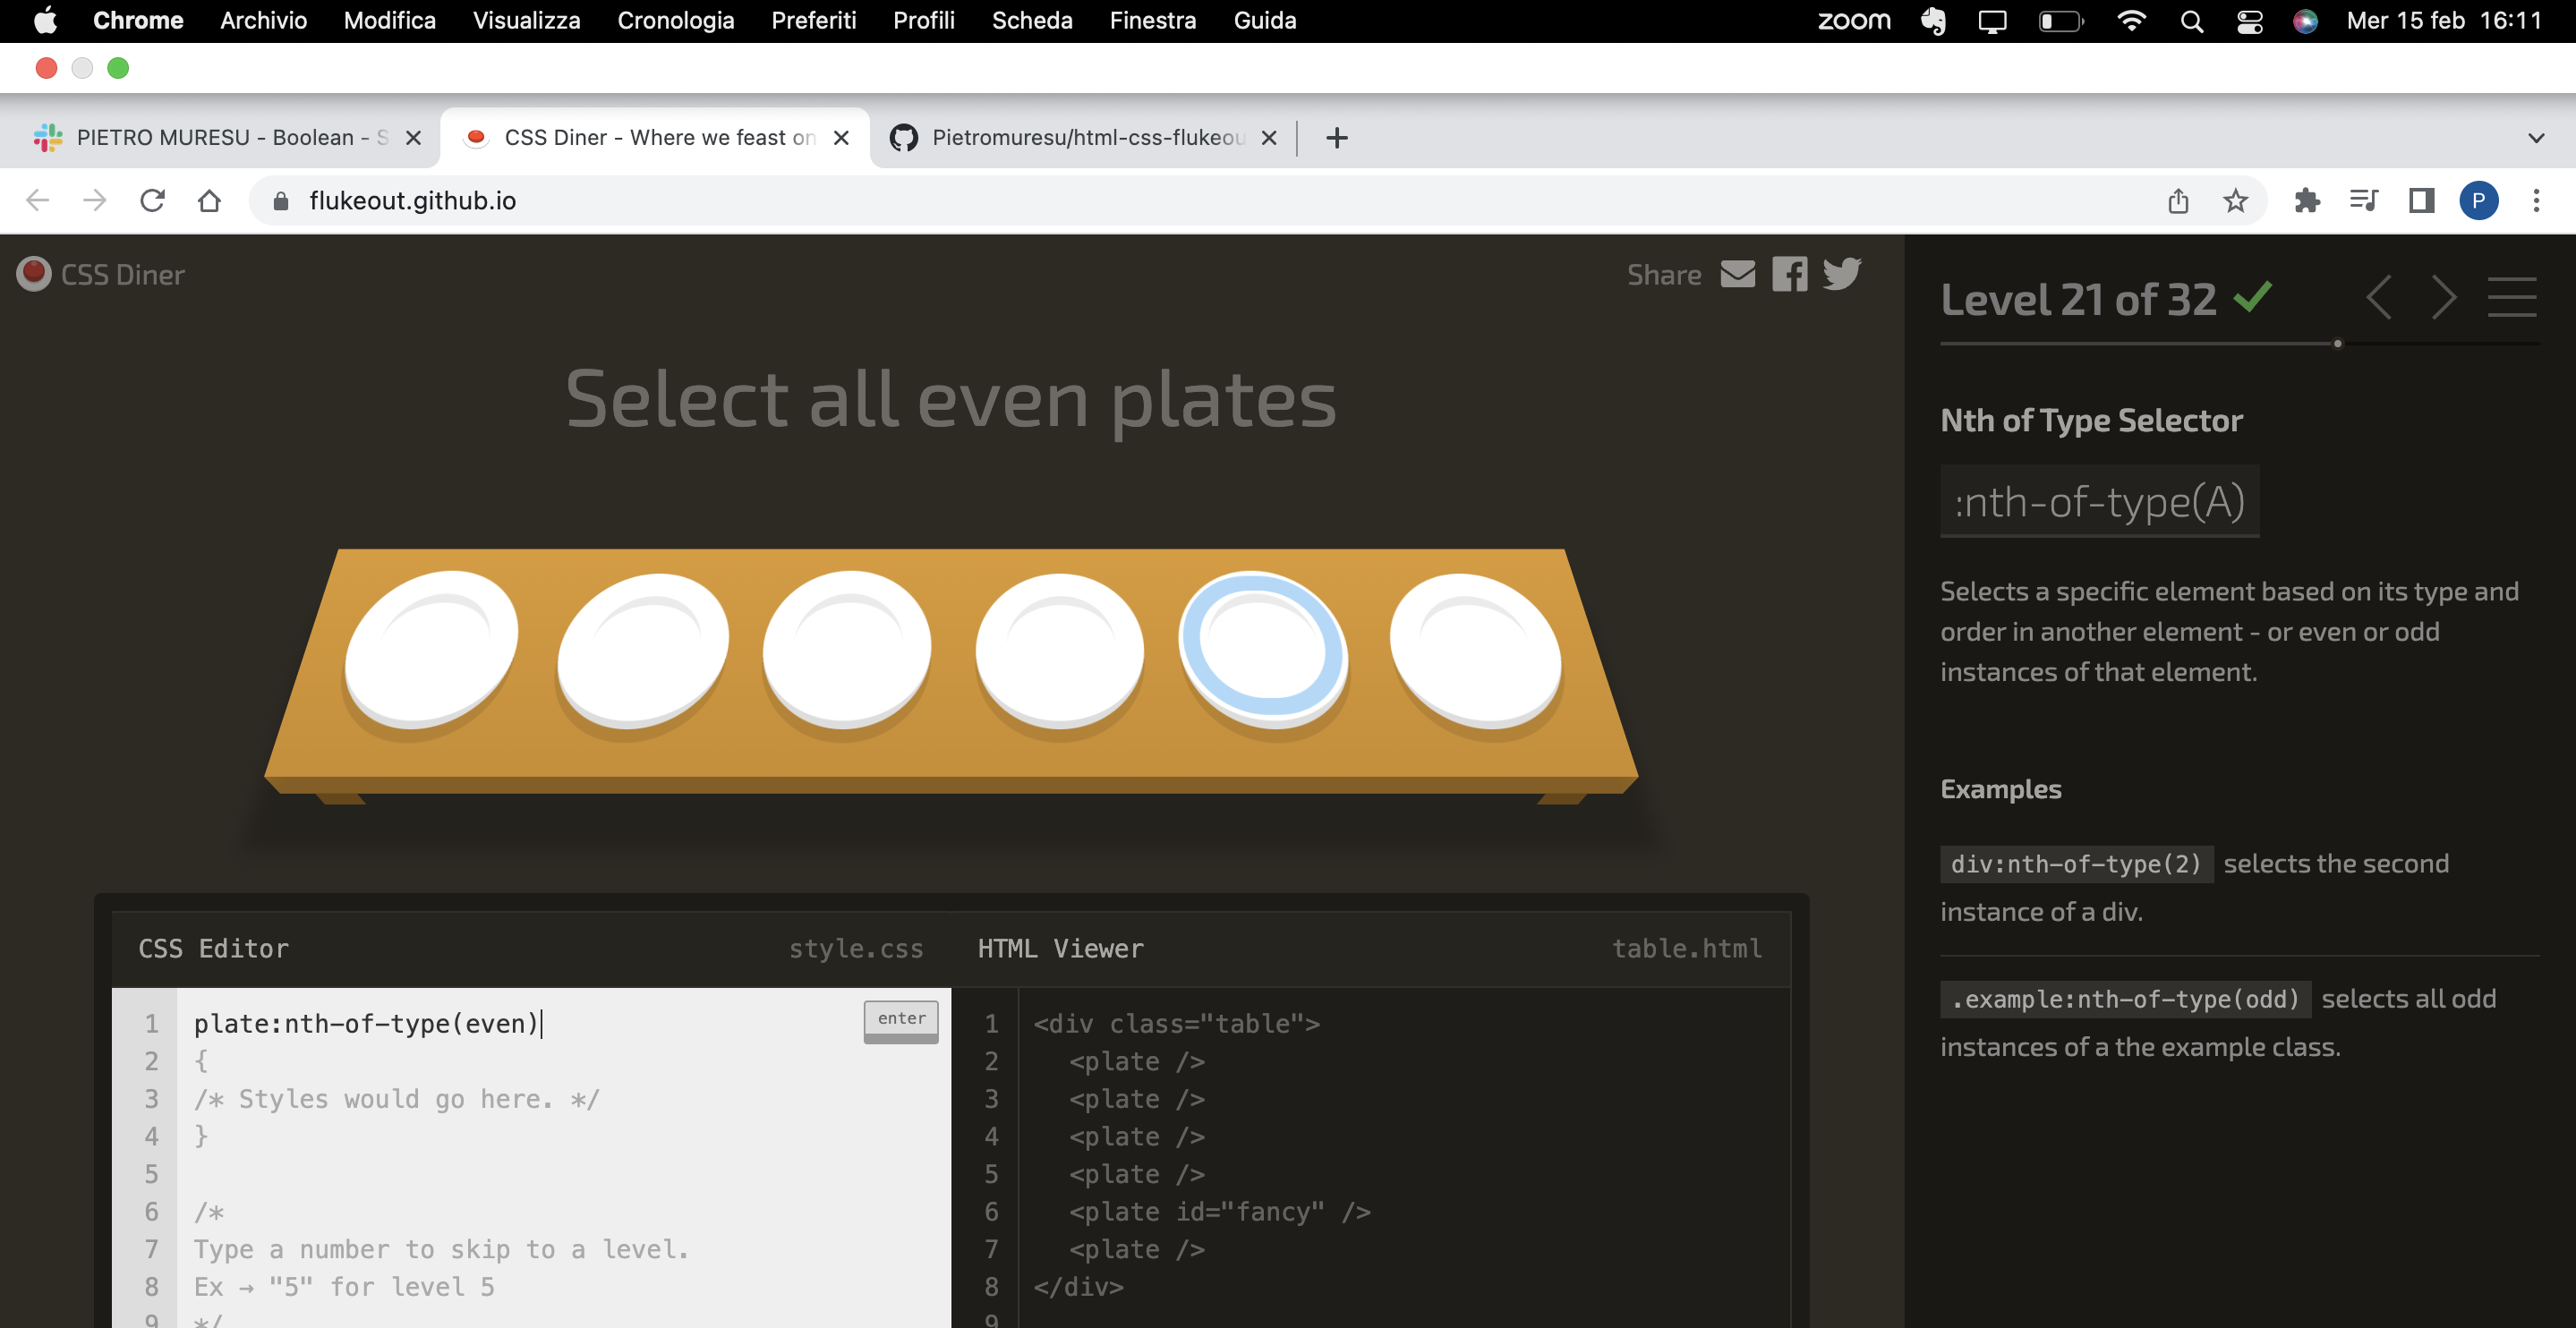 Chrome Archivio Modifica Visualizza Cronologia Preferiti Profili Scheda Finestra Guida zoom Mer 15 feb 16:11
PIETRO MURESU - Boolean - S CSS Diner - Where we feast on Pietromuresu/html-css-flukeou
flukeout.github.io P
CSS Diner
Share
Select all even plates
CSS Editor style.css
1 plate:nth-of-type(even) enter
2 {
3 /* Styles would go here. */
4 }
5
6 /*
7 Type a number to skip to a level.
8 Ex → "5" for level 5
9 */
HTML Viewer table.html
1 <div class="table">
2 <plate />
3 <plate />
4 <plate />
5 <plate />
6 <plate id="fancy" />
7 <plate />
8 </div>
9
Level 21 of 32
Nth of Type Selector
:nth-of-type(A)
Selects a specific element based on its type and
order in another element - or even or odd
instances of that element.
Examples
div:nth-of-type(2) selects the second
instance of a div.
.example:nth-of-type(odd) selects all odd
instances of a the example class.